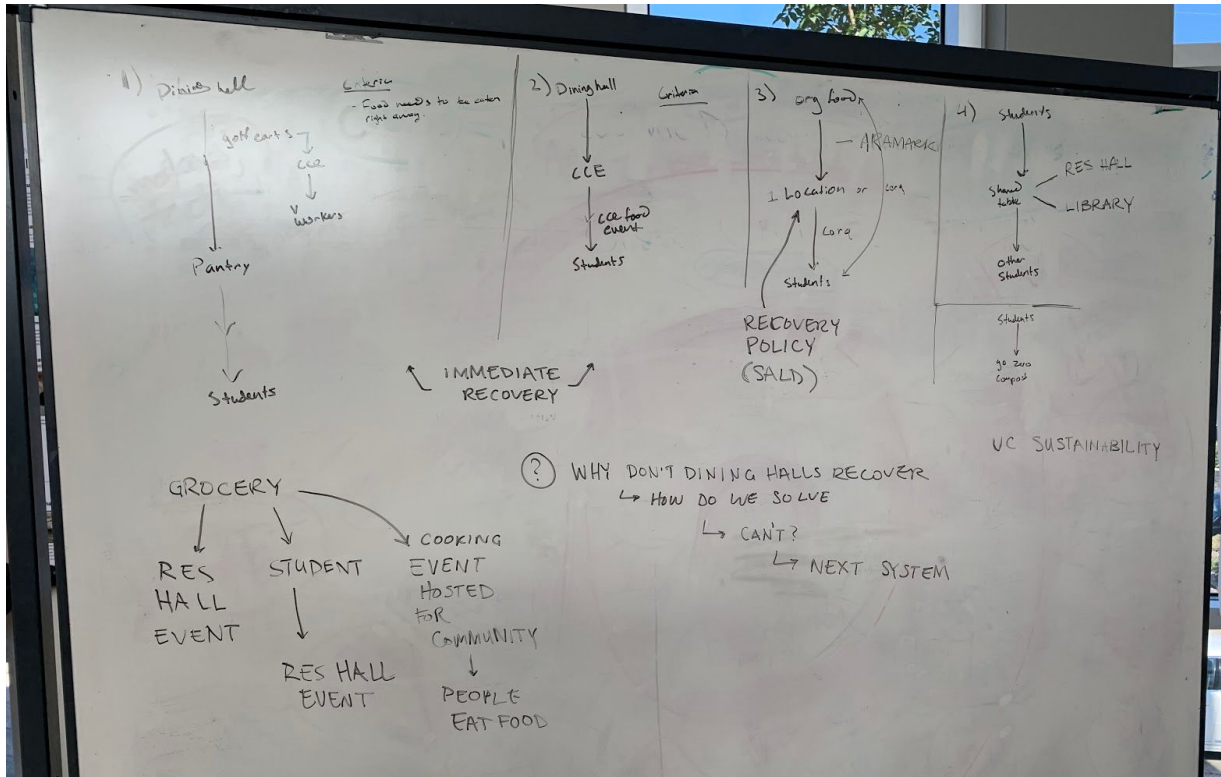 1) Dining hall
Criteria
- Food needs to be eaten
right away.
golf carts
CCE
workers
Pantry
Students
2) Dining hall
Criteria
CCE
CCE food
event
Students
3) org foods
- ARAMARK
1. Location or Corq
Corq
Students
RECOVERY
POLICY
(SALD)
4) Students
Shared
table
RES HALL
LIBRARY
other
Students
Students
go zero
compost
IMMEDIATE
RECOVERY
UC SUSTAINABILITY
GROCERY
RES
HALL
EVENT
STUDENT
RES HALL
EVENT
COOKING
EVENT
HOSTED
FOR
COMMUNITY
PEOPLE
EAT FOOD
? WHY DON'T DINING HALLS RECOVER
HOW DO WE SOLVE
CAN'T?
NEXT SYSTEM